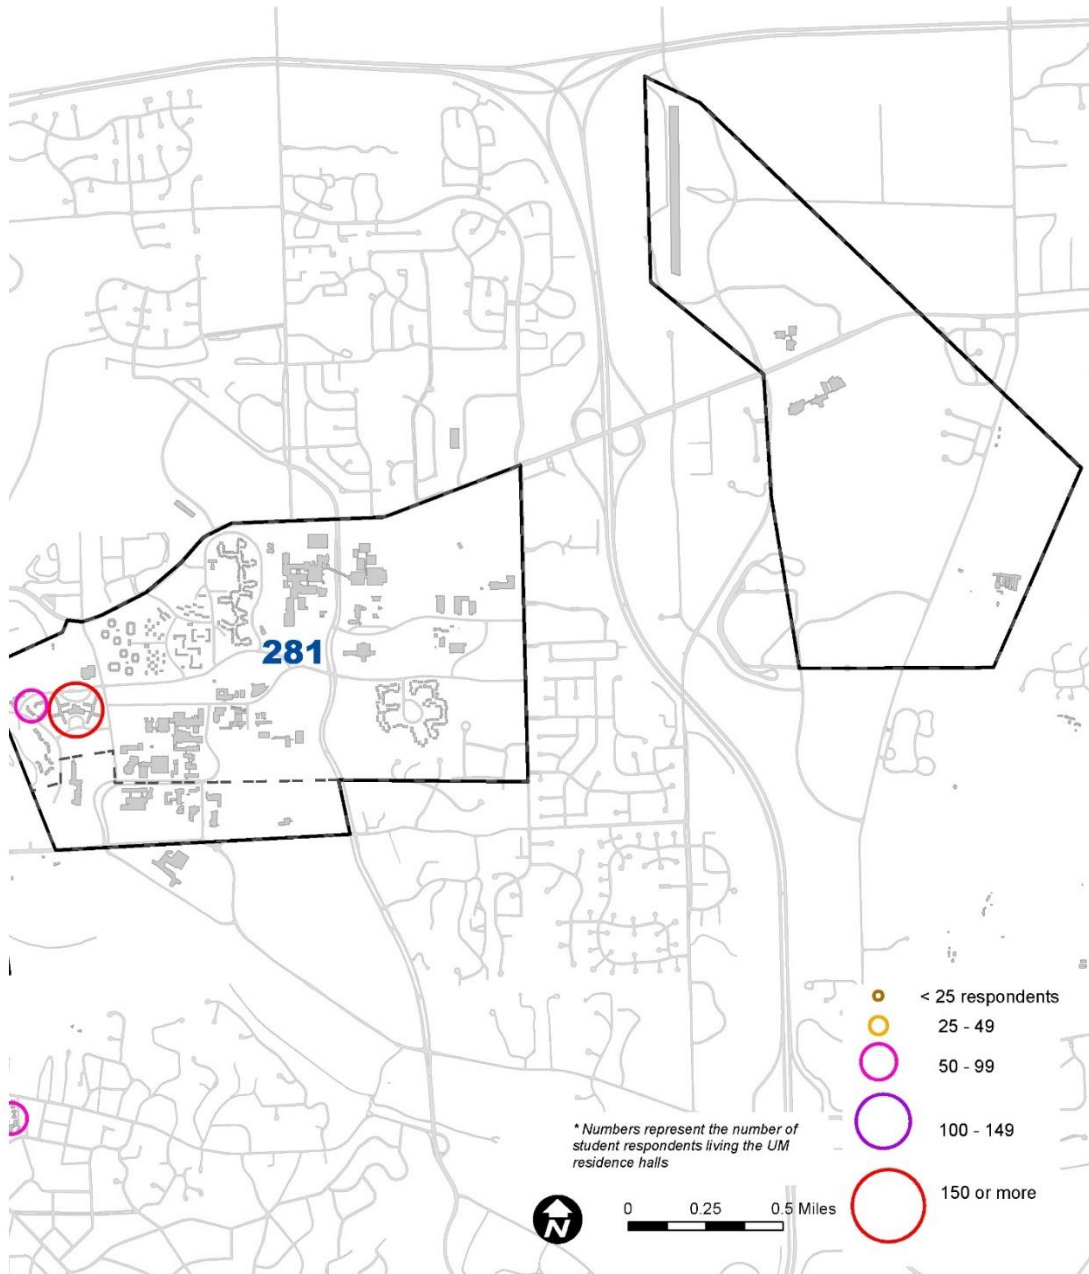 281
< 25 respondents
25 - 49
50 - 99
100 - 149
150 or more
* Numbers represent the number of
student respondents living the UM
residence halls
N
0 0.25 0.5 Miles